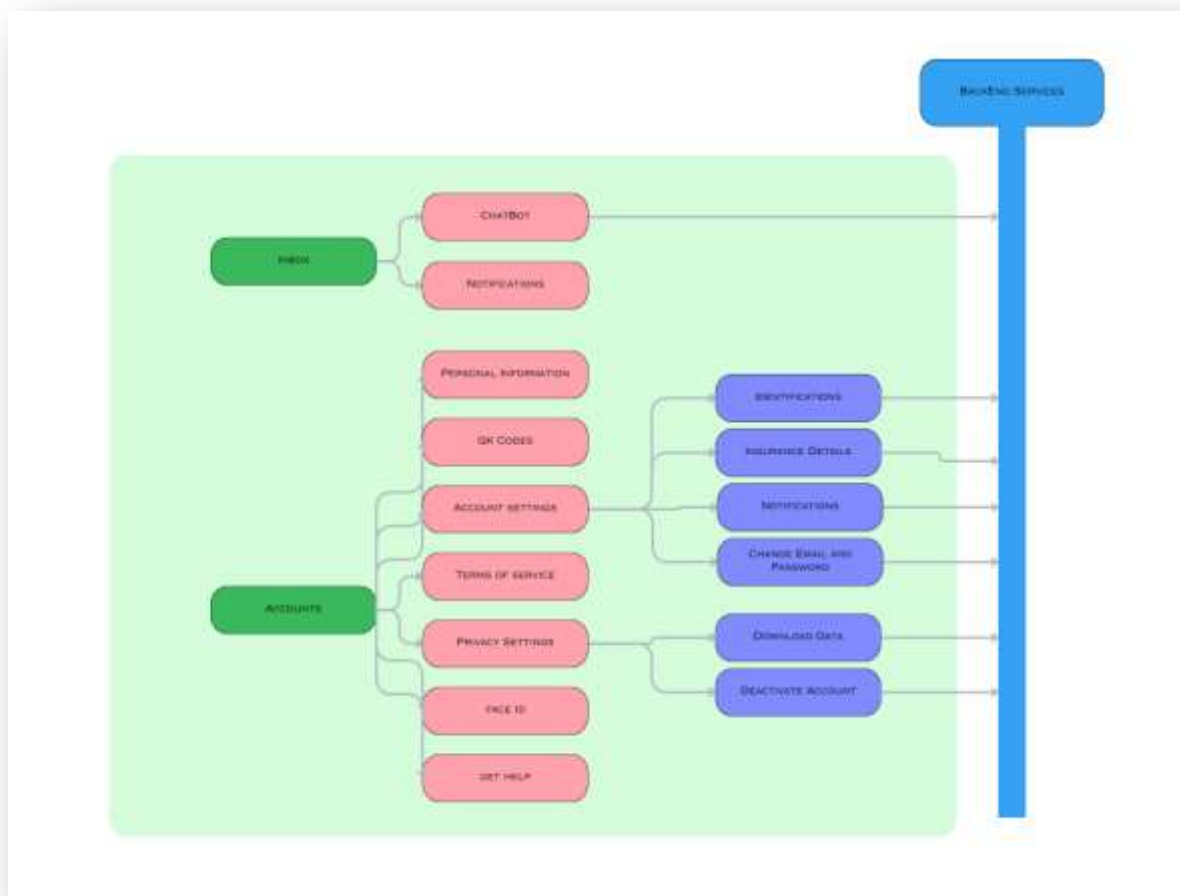 BackEnd Services
ChatBot
Inbox
Notifications
Personal Information
QR Codes
Account settings
Terms of service
Accounts
Privacy Settings
Face ID
Get help
Identifications
Insurance Details
Notifications
Change Email and
Password
Download Data
Deactivate Account